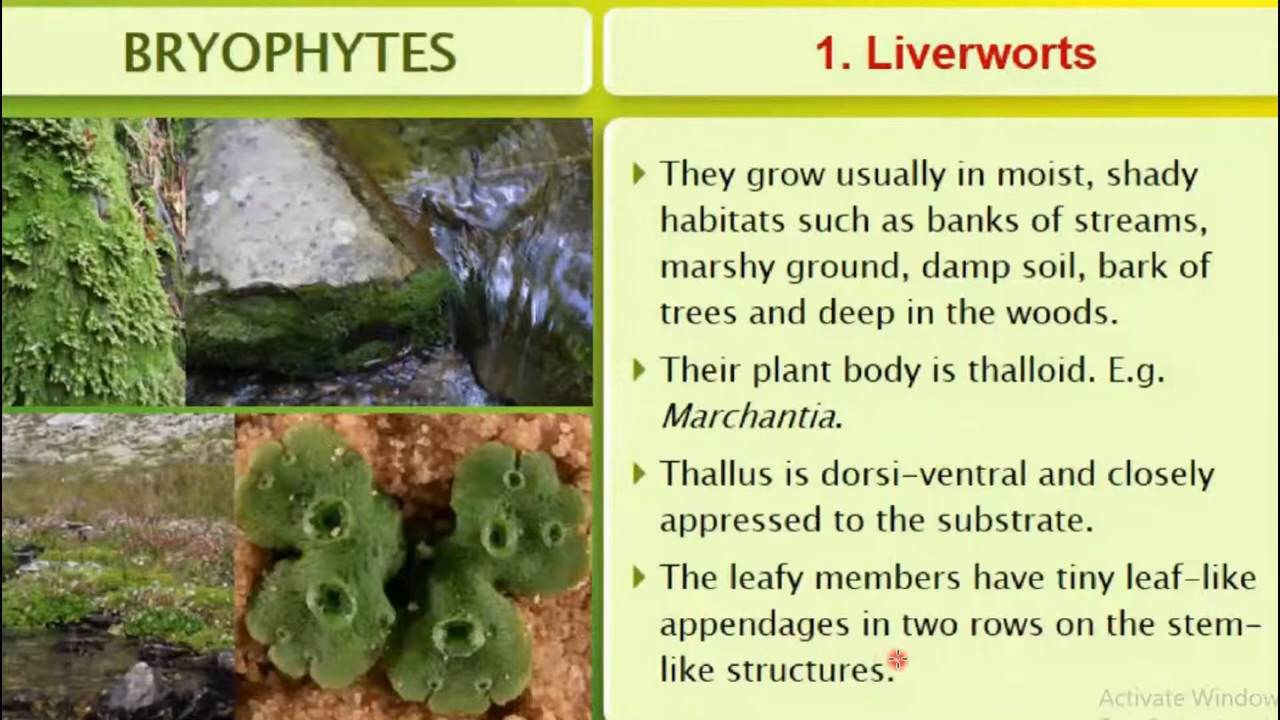 BRYOPHYTES
1. Liverworts
They grow usually in moist, shady
habitats such as banks of streams,
marshy ground, damp soil, bark of
trees and deep in the woods.
Their plant body is thalloid. E.g.
Marchantia.
Thallus is dorsi-ventral and closely
appressed to the substrate.
The leafy members have tiny leaf-like
appendages in two rows on the stem-
like structures.
Activate Window